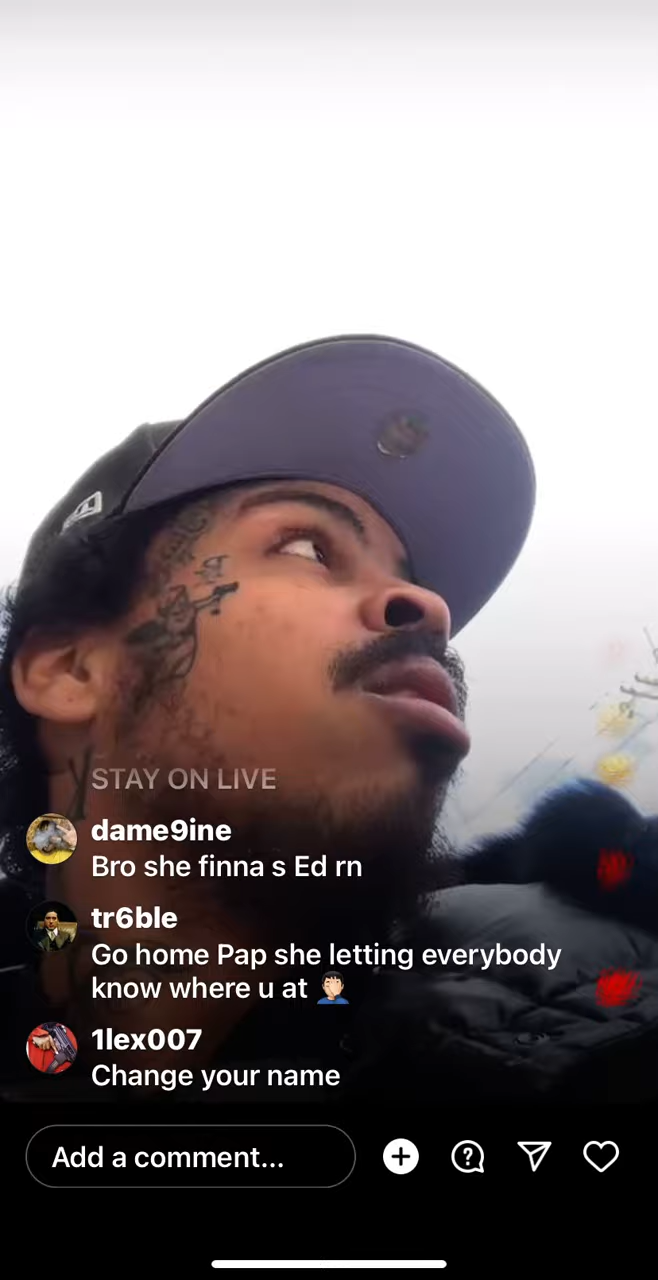 STAY ON LIVE
dame9ine
Bro she finna s Ed rn
tr6ble
Go home Pap she letting everybody
know where u at 🤦🏻‍♂️
1lex007
Change your name
Add a comment...